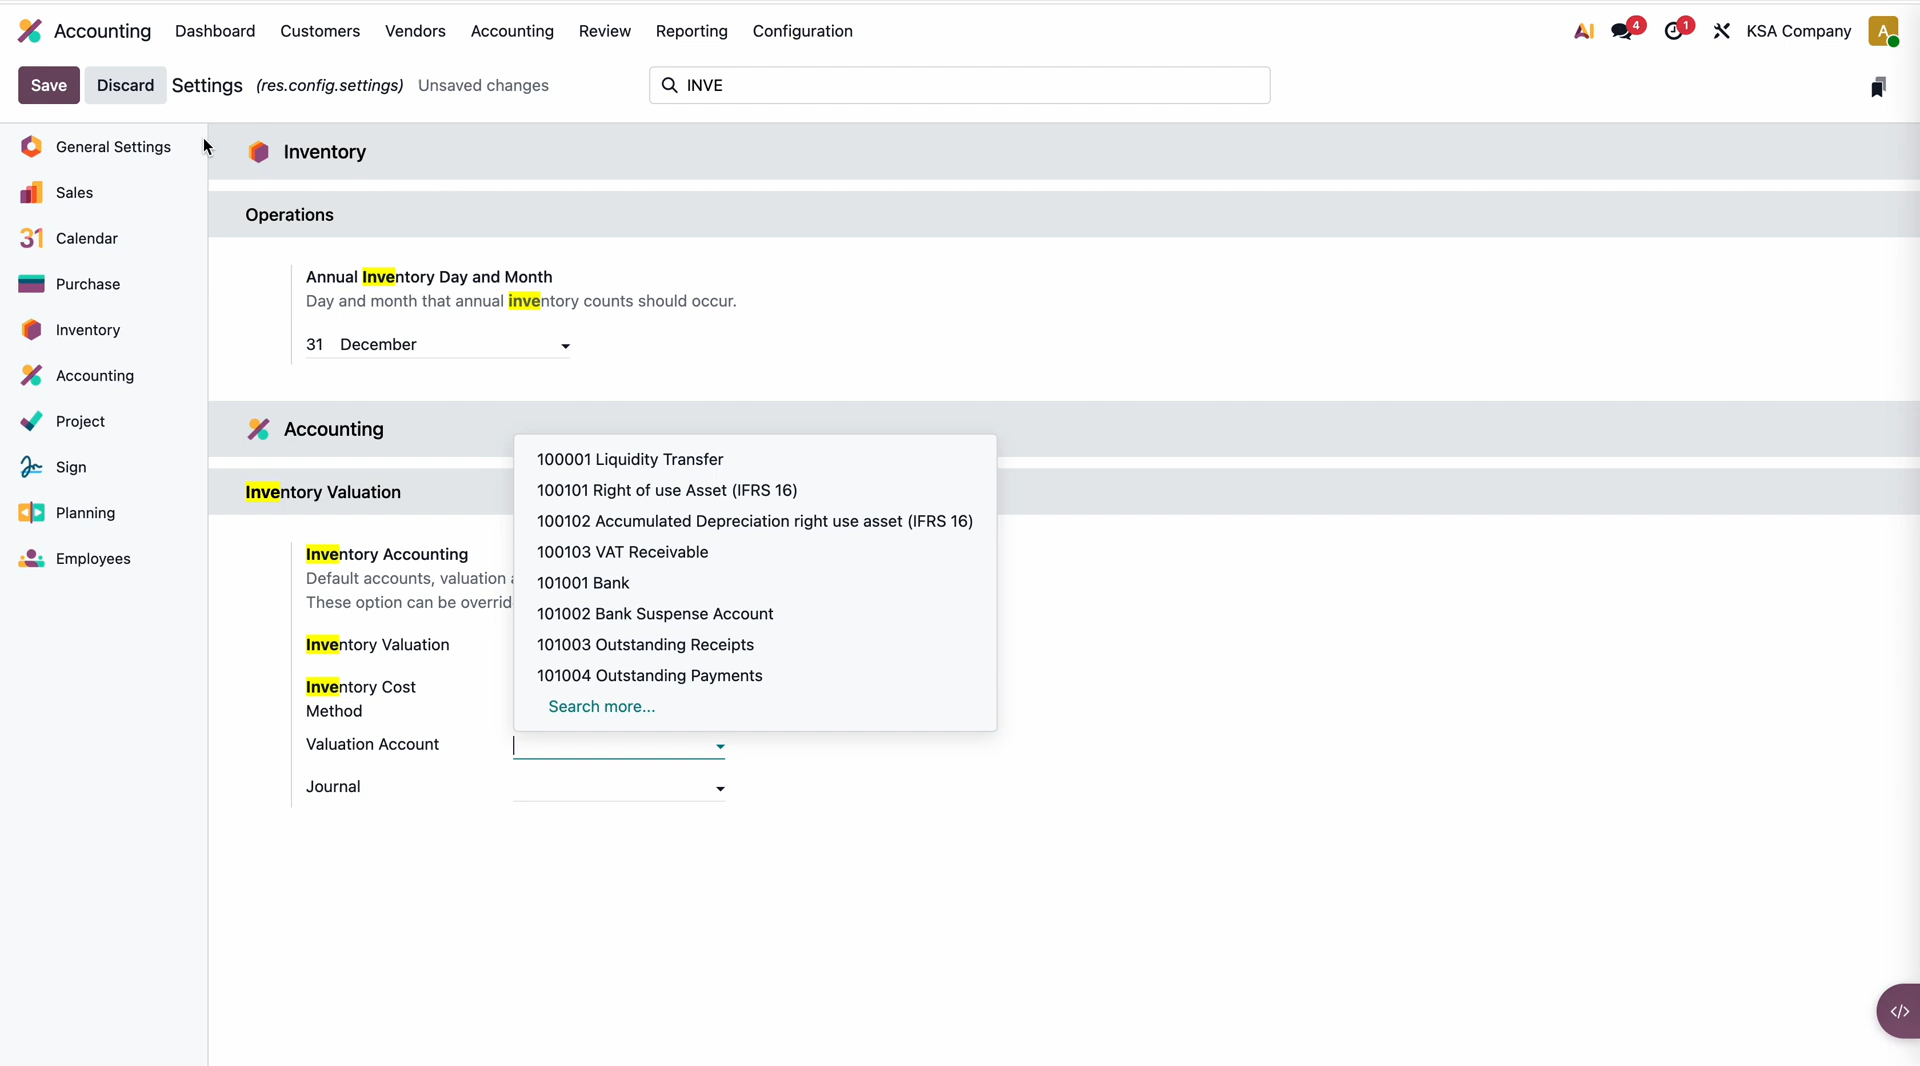 Accounting Dashboard Customers Vendors Accounting Review Reporting Configuration AI 4 1 KSA Company A
Save Discard Settings (res.config.settings) Unsaved changes INVE
General Settings
Sales
31 Calendar
Purchase
Inventory
Accounting
Project
Sign
Planning
Employees
Inventory
Operations
Annual Inventory Day and Month
Day and month that annual inventory counts should occur.
31 December
Accounting
Inventory Valuation
Inventory Accounting
Default accounts, valuation
These option can be overrid
Inventory Valuation
Inventory Cost
Method
Valuation Account
Journal
100001 Liquidity Transfer
100101 Right of use Asset (IFRS 16)
100102 Accumulated Depreciation right use asset (IFRS 16)
100103 VAT Receivable
101001 Bank
101002 Bank Suspense Account
101003 Outstanding Receipts
101004 Outstanding Payments
Search more...
</>